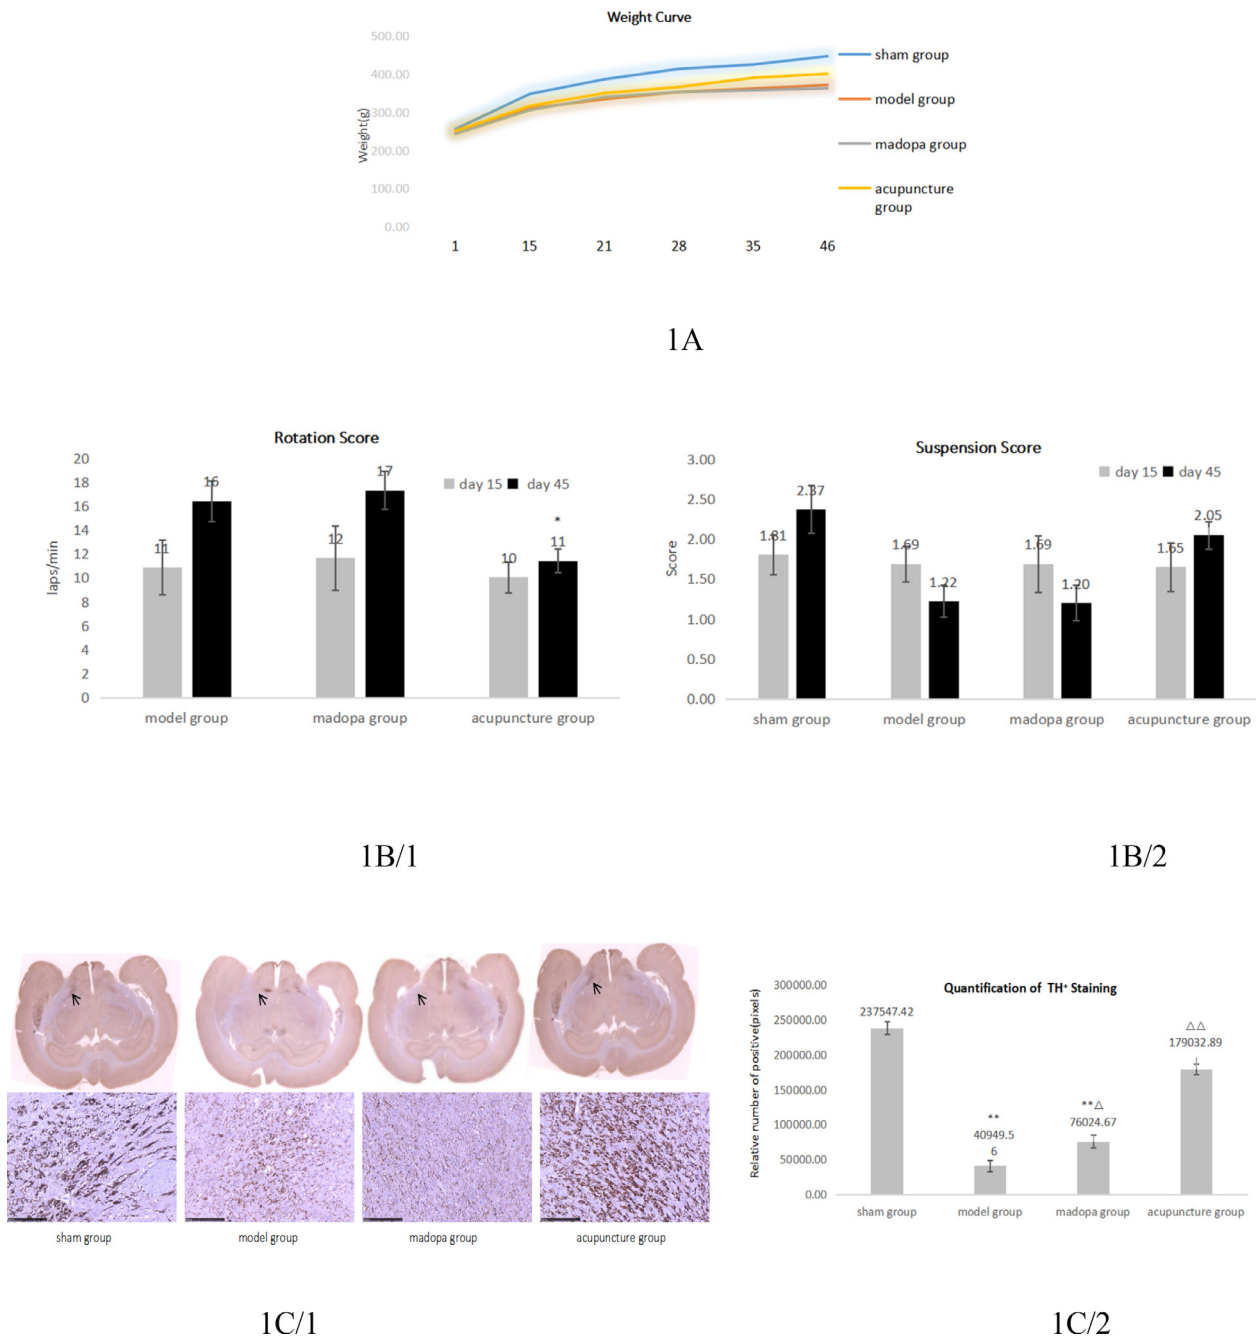 Weight Curve
500.00
400.00
300.00
200.00
100.00
0.00
Weight(g)
1 15 21 28 35 46
sham group
model group
madopa group
acupuncture
group
1A
Rotation Score
20
18
16
14
12
10
8
6
4
2
0
laps/min
day 15 day 45
11 16 12 17 10 11
*
model group madopa group acupuncture group
1B/1
Suspension Score
3.00
2.50
2.00
1.50
1.00
0.50
0.00
Score
day 15 day 45
1.81 2.37 1.69 1.22 1.69 1.20 1.65 2.05
sham group model group madopa group acupuncture group
1B/2
sham group model group madopa group acupuncture group
1C/1
Quantification of TH⁺ Staining
300000.00
250000.00
200000.00
150000.00
100000.00
50000.00
0.00
Relative number of positive(pixels)
237547.42
**
40949.5
6
**△
76024.67
△△
179032.89
sham group model group madopa group acupuncture group
1C/2